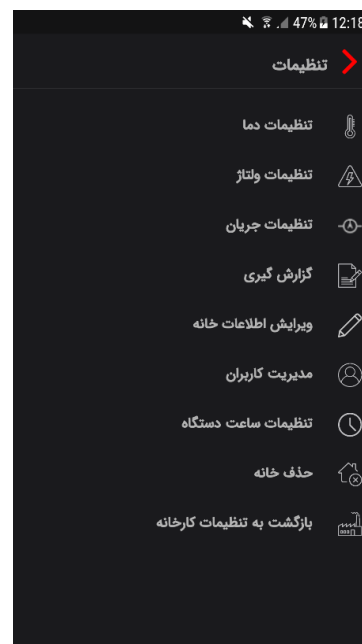 47% 12:18
تنظیمات
تنظیمات دما
تنظیمات ولتاژ
تنظیمات جریان
گزارش گیری
ویرایش اطلاعات خانه
مدیریت کاربران
تنظیمات ساعت دستگاه
حذف خانه
بازگشت به تنظیمات کارخانه